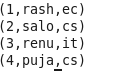 (1,rash,ec)
(2,salo,cs)
(3,renu,it)
(4,puja,cs)